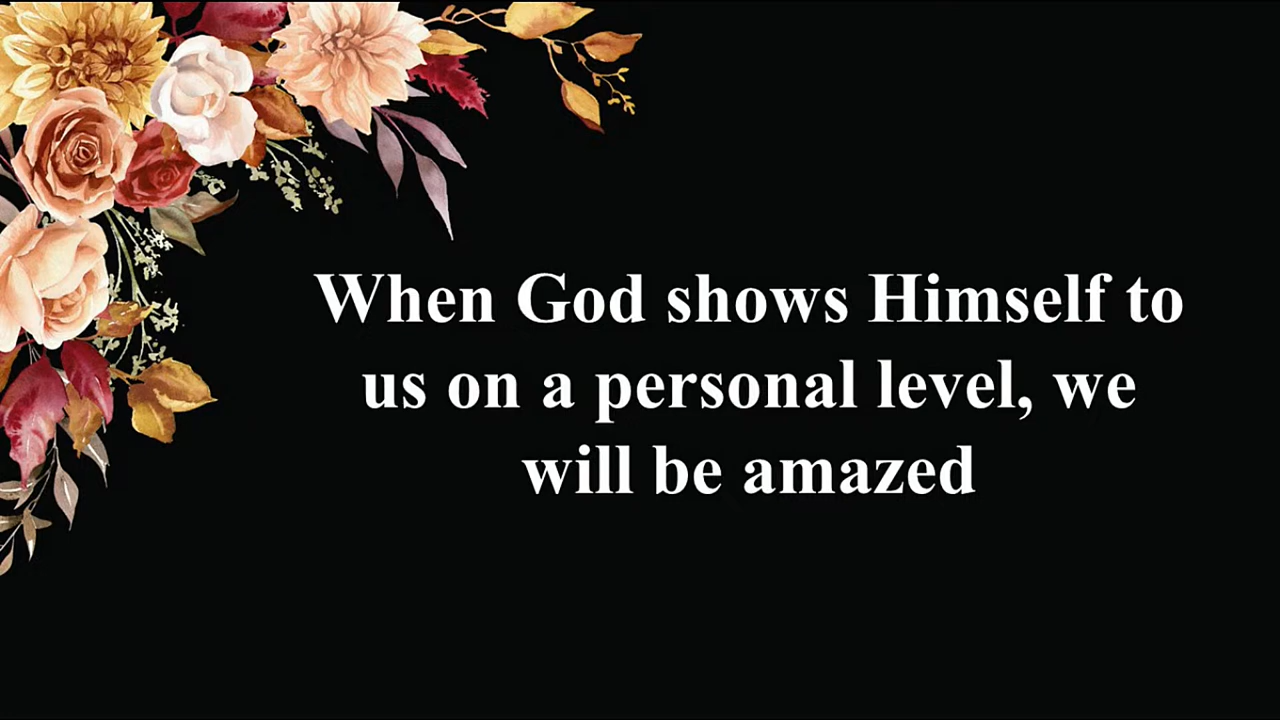 When God shows Himself to
us on a personal level, we
will be amazed